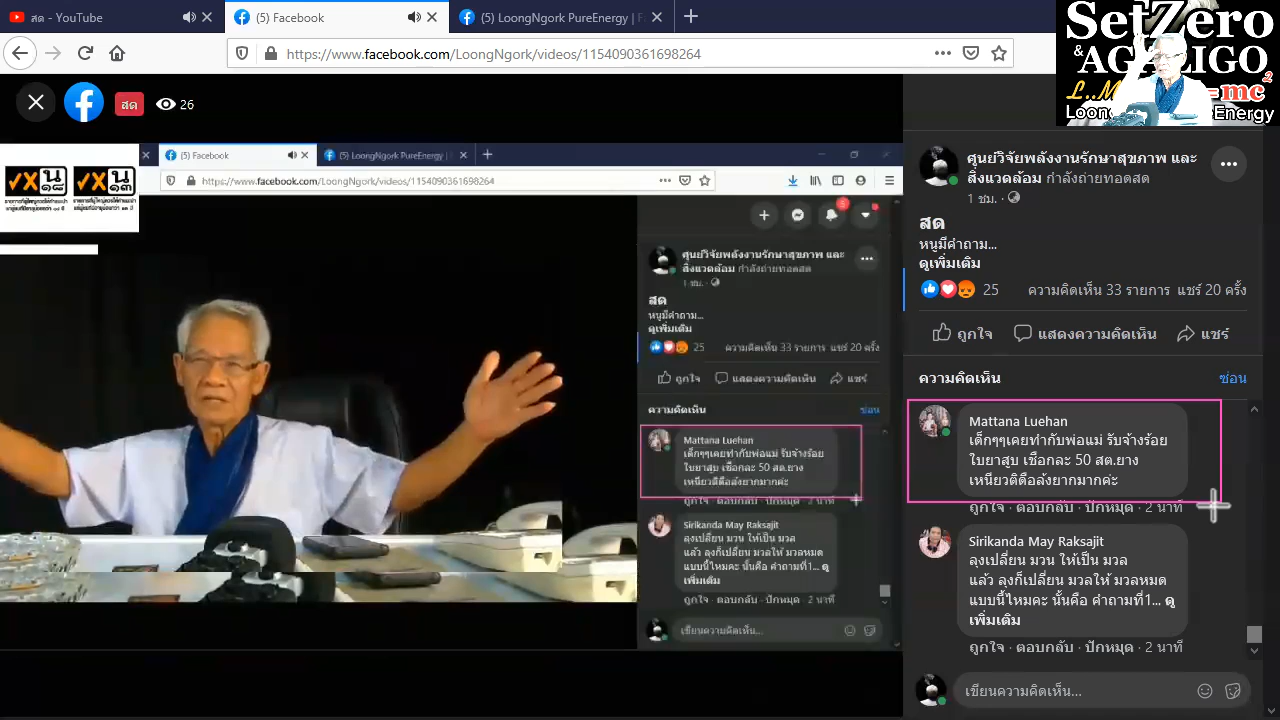 สด - YouTube
(5) Facebook
(5) LoongNgork PureEnergy | F
https://www.facebook.com/LoongNgork/videos/1154090361698264
SetZero
& AGALIGO
L..M
=mc²
Loon
Energy
สด
26
(5) Facebook
(5) LoongNgork PureEnergy |
https://www.facebook.com/LoongNgork/videos/1154090361698264
น ๑๘
น ๑๓
ศูนย์วิจัยพลังงานรักษาสุขภาพ และ
สิ่งแวดล้อม กำลังถ่ายทอดสด
1 ชม.
สด
หนูมีคำถาม...
ดูเพิ่มเติม
25 ความคิดเห็น 33 รายการ แชร์ 20 ครั้ง
ถูกใจ แสดงความคิดเห็น แชร์
ความคิดเห็น ซ่อน
Mattana Luehan
เด็กๆๆเคยทำกับพ่อแม่ รับจ้างร้อย
ใบยาสูบ เชือกละ 50 สต.ยาง
เหนียวติดือล้งยากมากค่ะ
ถูกใจ · ตอบกลับ · ปักหมุด · 2 นาที
Sirikanda May Raksajit
ลุงเปลี่ยน มวน ให้เป็น มวล
แล้ว ลุงก็เปลี่ยน มวลให้ มวลหมด
แบบนี้ไหมคะ นั้นคือ คำถามที่1... ดู
เพิ่มเติม
ถูกใจ · ตอบกลับ · ปักหมุด · 2 นาที
เขียนความคิดเห็น...
ศูนย์วิจัยพลังงานรักษาสุขภาพ และ
สิ่งแวดล้อม กำลังถ่ายทอดสด
1 ชม.
สด
หนูมีคำถาม...
ดูเพิ่มเติม
25 ความคิดเห็น 33 รายการ แชร์ 20 ครั้ง
ถูกใจ แสดงความคิดเห็น แชร์
ความคิดเห็น ซ่อน
Mattana Luehan
เด็กๆๆเคยทำกับพ่อแม่ รับจ้างร้อย
ใบยาสูบ เชือกละ 50 สต.ยาง
เหนียวติดือล้งยากมากค่ะ
ถูกใจ · ตอบกลับ · ปักหมุด · 2 นาที
Sirikanda May Raksajit
ลุงเปลี่ยน มวน ให้เป็น มวล
แล้ว ลุงก็เปลี่ยน มวลให้ มวลหมด
แบบนี้ไหมคะ นั้นคือ คำถามที่1... ดู
เพิ่มเติม
ถูกใจ · ตอบกลับ · ปักหมุด · 2 นาที
เขียนความคิดเห็น...